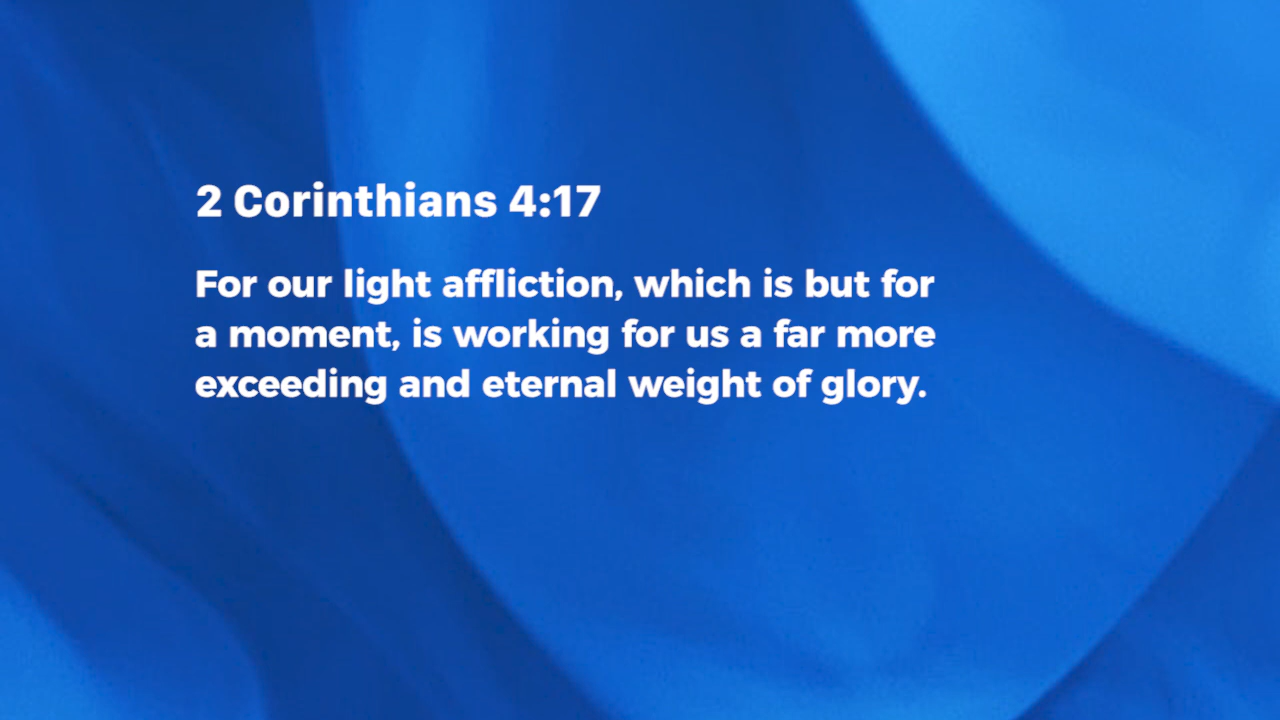 2 Corinthians 4:17
For our light affliction, which is but for
a moment, is working for us a far more
exceeding and eternal weight of glory.